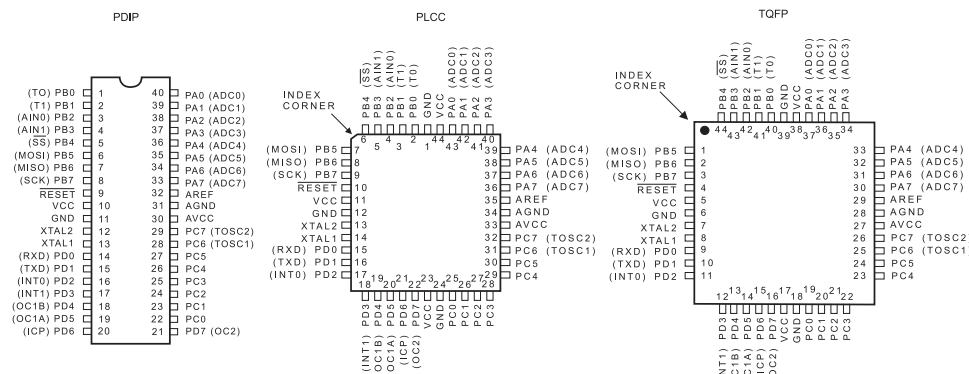 PDIP
(TO) PB0 1 40 PA0 (ADC0)
(T1) PB1 2 39 PA1 (ADC1)
(AIN0) PB2 3 38 PA2 (ADC2)
(AIN1) PB3 4 37 PA3 (ADC3)
(SS) PB4 5 36 PA4 (ADC4)
(MOSI) PB5 6 35 PA5 (ADC5)
(MISO) PB6 7 34 PA6 (ADC6)
(SCK) PB7 8 33 PA7 (ADC7)
RESET 9 32 AREF
VCC 10 31 AGND
GND 11 30 AVCC
XTAL2 12 29 PC7 (TOSC2)
XTAL1 13 28 PC6 (TOSC1)
(RXD) PD0 14 27 PC5
(TXD) PD1 15 26 PC4
(INT0) PD2 16 25 PC3
(INT1) PD3 17 24 PC2
(OC1B) PD4 18 23 PC1
(OC1A) PD5 19 22 PC0
(ICP) PD6 20 21 PD7 (OC2)
PLCC
INDEX
CORNER
PB4 (SS)
PB3 (AIN1)
PB2 (AIN0)
PB1 (T1)
PB0 (T0)
GND
VCC
PA0 (ADC0)
PA1 (ADC1)
PA2 (ADC2)
PA3 (ADC3)
6 5 4 3 2 1 44 43 42 41 40
(MOSI) PB5 7 39 PA4 (ADC4)
(MISO) PB6 8 38 PA5 (ADC5)
(SCK) PB7 9 37 PA6 (ADC6)
RESET 10 36 PA7 (ADC7)
VCC 11 35 AREF
GND 12 34 AGND
XTAL2 13 33 AVCC
XTAL1 14 32 PC7 (TOSC2)
(RXD) PD0 15 31 PC6 (TOSC1)
(TXD) PD1 16 30 PC5
(INT0) PD2 17 29 PC4
18 19 20 21 22 23 24 25 26 27 28
(INT1) PD3
OC1B) PD4
OC1A) PD5
(ICP) PD6
(OC2) PD7
VCC
GND
PC0
PC1
PC2
PC3
TQFP
INDEX
CORNER
PB4 (SS)
PB3 (AIN1)
PB2 (AIN0)
PB1 (T1)
PB0 (T0)
GND
VCC
PA0 (ADC0)
PA1 (ADC1)
PA2 (ADC2)
PA3 (ADC3)
44 43 42 41 40 39 38 37 36 35 34
(MOSI) PB5 1 33 PA4 (ADC4)
(MISO) PB6 2 32 PA5 (ADC5)
(SCK) PB7 3 31 PA6 (ADC6)
RESET 4 30 PA7 (ADC7)
VCC 5 29 AREF
GND 6 28 AGND
XTAL2 7 27 AVCC
XTAL1 8 26 PC7 (TOSC2)
(RXD) PD0 9 25 PC6 (TOSC1)
(TXD) PD1 10 24 PC5
(INT0) PD2 11 23 PC4
12 13 14 15 16 17 18 19 20 21 22
INT1) PD3
C1B) PD4
C1A) PD5
ICP) PD6
OC2) PD7
VCC
GND
PC0
PC1
PC2
PC3